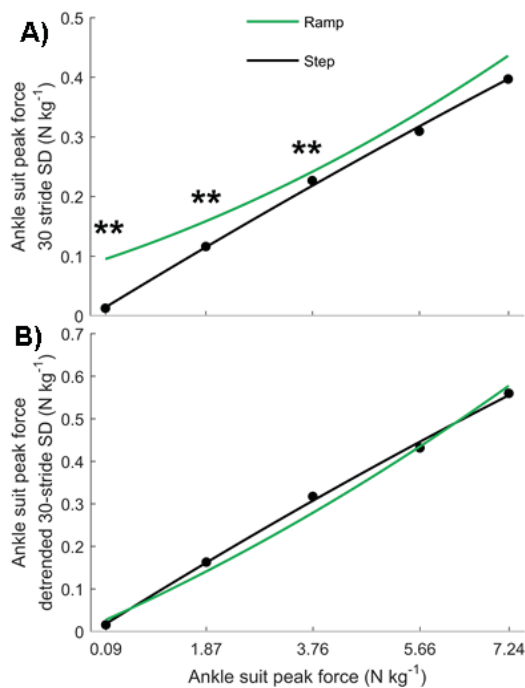 A)
Ankle suit peak force
30 stride SD (N kg-1)
0.5
0.4
0.3
0.2
0.1
0
Ramp
Step
**
**
**
B)
Ankle suit peak force
detrended 30-stride SD (N kg-1)
0.7
0.6
0.5
0.4
0.3
0.2
0.1
0
0.09
1.87
3.76
5.66
7.24
Ankle suit peak force (N kg-1)